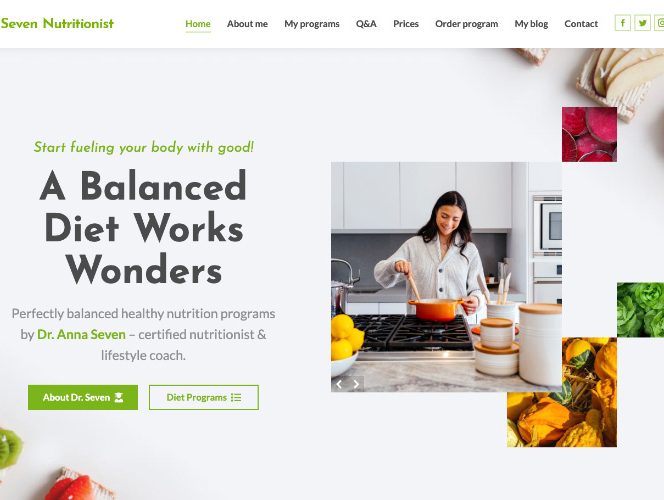 Seven Nutritionist
Home About me My programs Q&A Prices Order program My blog Contact
Start fueling your body with good!
A Balanced
Diet Works
Wonders
Perfectly balanced healthy nutrition programs
by Dr. Anna Seven – certified nutritionist &
lifestyle coach.
About Dr. Seven
Diet Programs